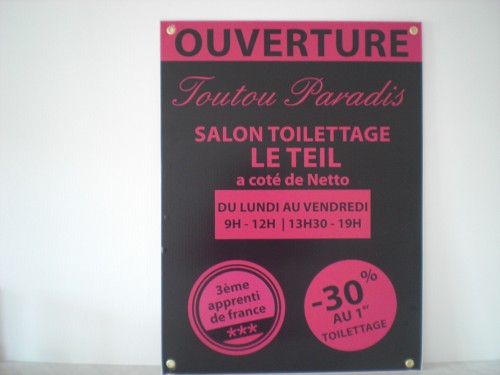 OUVERTURE
Toutou Paradis
SALON TOILETTAGE
LE TEIL
a coté de Netto
DU LUNDI AU VENDREDI
9H - 12H | 13H30 - 19H
3ème
apprenti
de france
***
-30%
AU 1er
TOILETTAGE